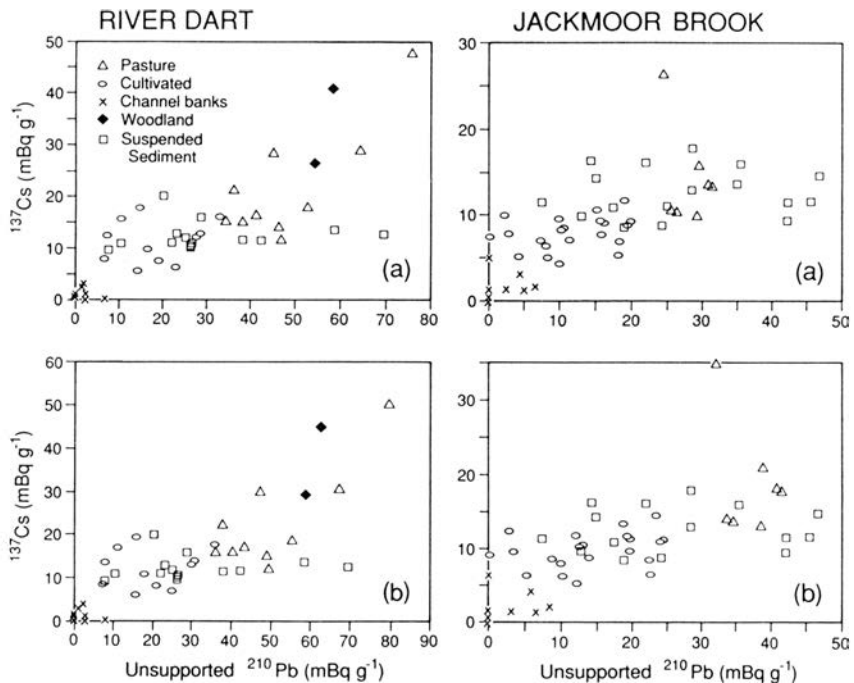 RIVER DART
JACKMOOR BROOK
50
40
30
20
10
0
¹³⁷Cs (mBq g⁻¹)
△ Pasture
○ Cultivated
× Channel banks
◆ Woodland
□ Suspended
Sediment
(a)
0 10 20 30 40 50 60 70 80
30
20
10
0
(a)
0 10 20 30 40 50
60
50
40
30
20
10
0
¹³⁷Cs (mBq g⁻¹)
(b)
0 10 20 30 40 50 60 70 80 90
Unsupported ²¹⁰Pb (mBq g⁻¹)
30
20
10
0
(b)
0 10 20 30 40 50
Unsupported ²¹⁰Pb (mBq g⁻¹)